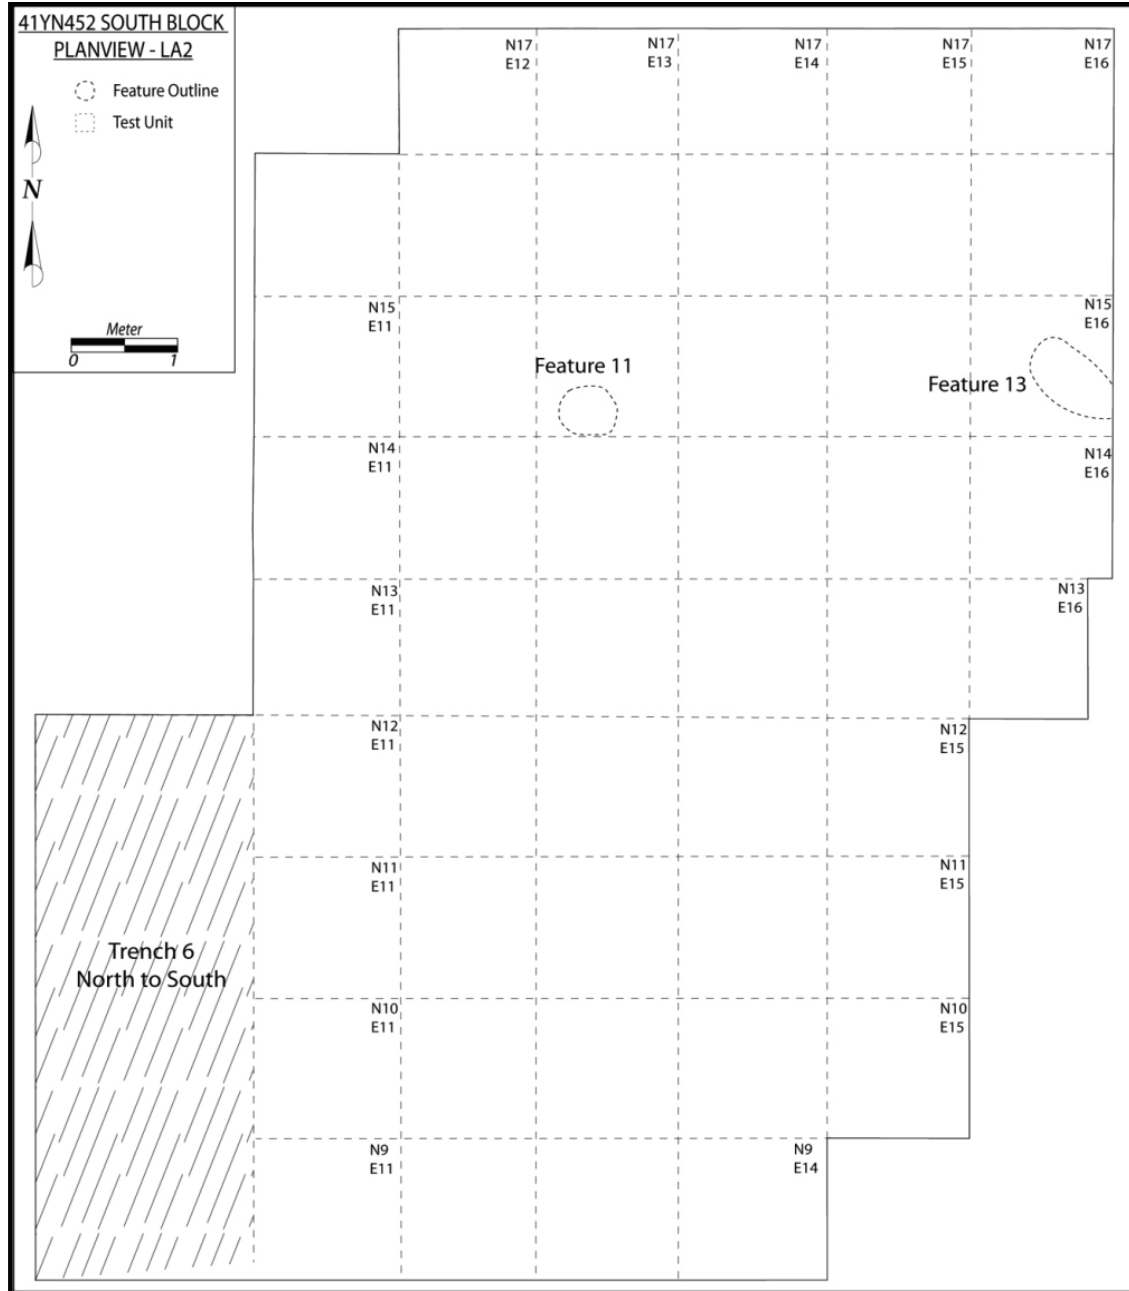 41YN452 SOUTH BLOCK
PLANVIEW - LA2
Feature Outline
Test Unit
N
Meter
0 1
N17 N17 N17 N17 N17
E12 E13 E14 E15 E16
N15 N15
E11 E16
Feature 11
Feature 13
N14 N14
E11 E16
N13 N13
E11 E16
N12 N12
E11 E15
N11 N11
E11 E15
Trench 6
North to South
N10 N10
E11 E15
N9 N9
E11 E14